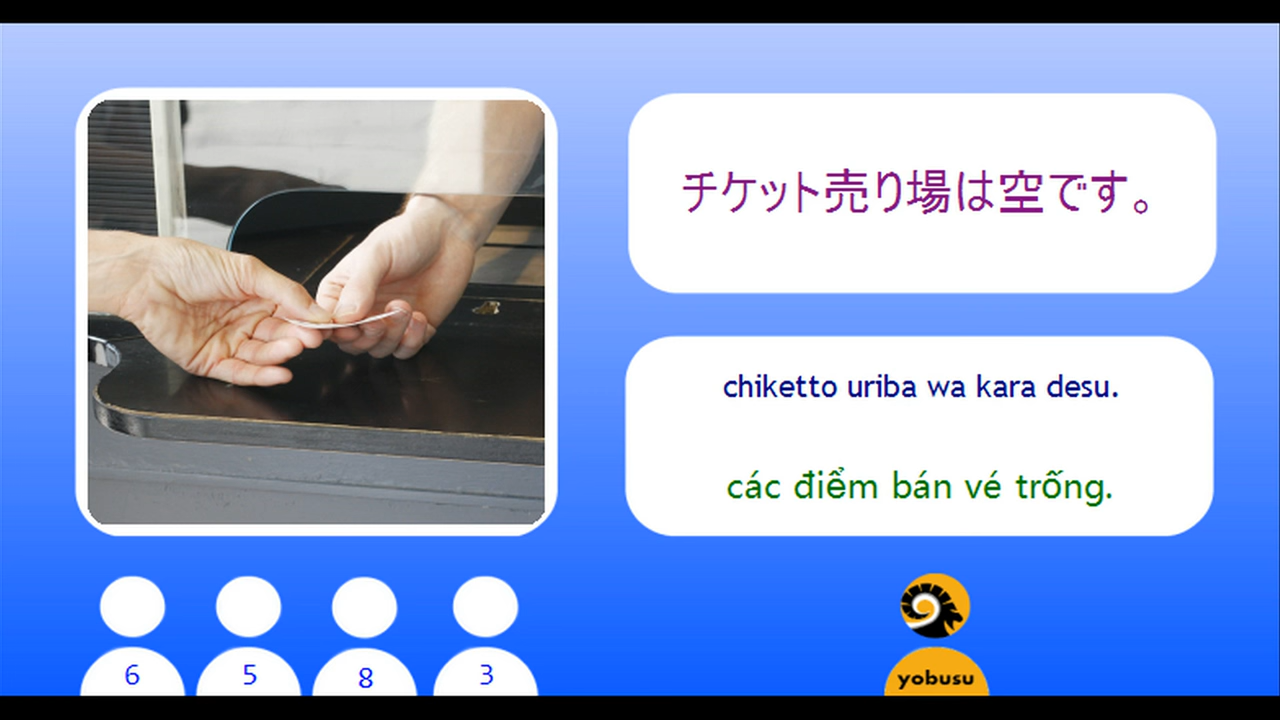 チケット売り場は空です。
chiketto uriba wa kara desu.
các điểm bán vé trống.
6 5 8 3
yobusu